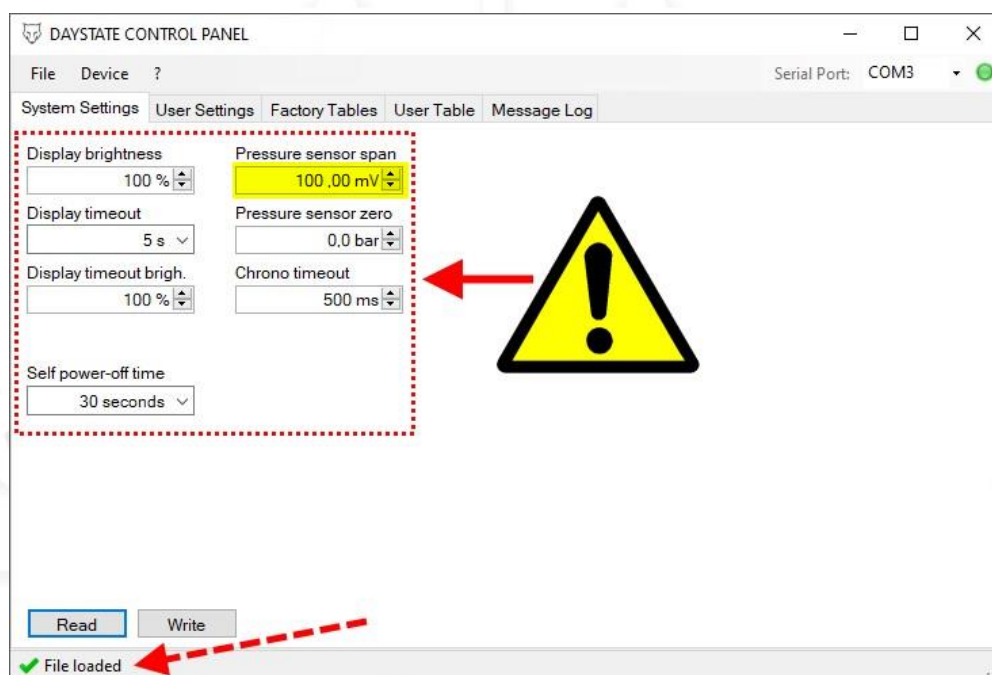 DAYSTATE CONTROL PANEL
File Device ? Serial Port: COM3
System Settings User Settings Factory Tables User Table Message Log
Display brightness Pressure sensor span
100 % 100 ,00 mV
Display timeout Pressure sensor zero
5 s 0,0 bar
Display timeout brigh. Chrono timeout
100 % 500 ms
Self power-off time
30 seconds
Read Write
File loaded